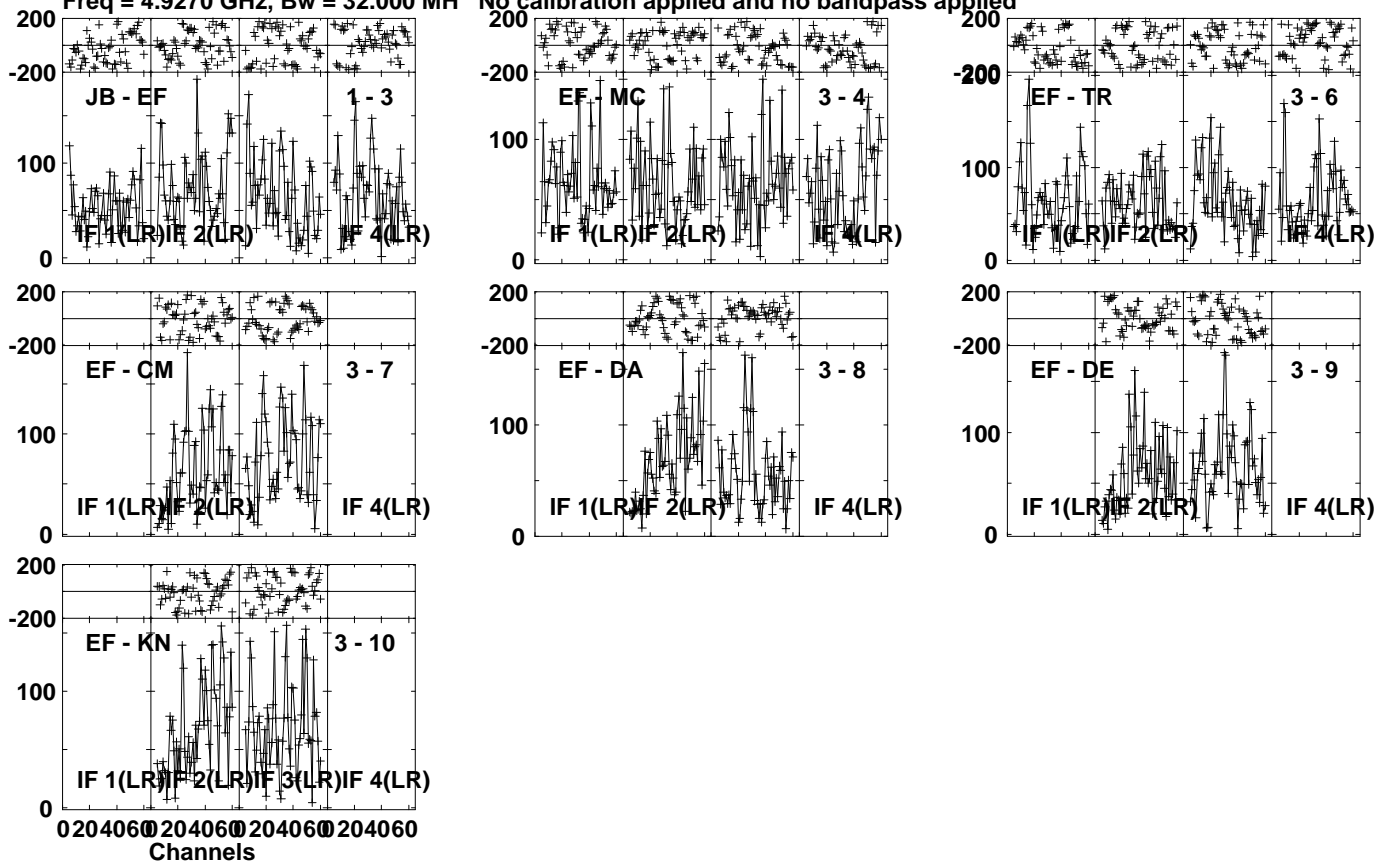 Freq = 4.9270 GHz, Bw = 32.000 MH No calibration applied and no bandpass applied
200
-200
JB - EF 1 - 3
100
0
IF 1(LR) IF 2(LR) IF 4(LR)
200
-200
EF - MC 3 - 4
100
0
IF 1(LR) IF 2(LR) IF 4(LR)
200
-200
200
EF - TR 3 - 6
100
0
IF 1(LR) IF 2(LR) IF 4(LR)
200
-200
EF - CM 3 - 7
100
0
IF 1(LR) IF 2(LR) IF 4(LR)
200
-200
EF - DA 3 - 8
100
0
IF 1(LR) IF 2(LR) IF 4(LR)
200
-200
EF - DE 3 - 9
100
0
IF 1(LR) IF 2(LR) IF 4(LR)
200
-200
EF - KN 3 - 10
100
0
IF 1(LR) IF 2(LR) IF 3(LR) IF 4(LR)
0 20 40 60 0 20 40 60 0 20 40 60 0 20 40 60
Channels